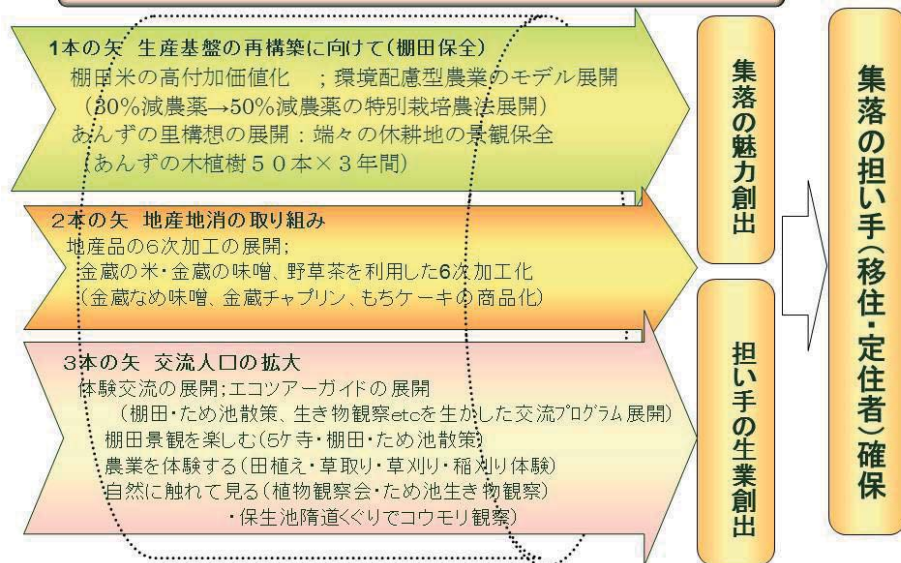 1本の矢 生産基盤の再構築に向けて(棚田保全)
棚田米の高付加価値化 ;環境配慮型農業のモデル展開
(30%減農薬→50%減農薬の特別栽培農法展開)
あんずの里構想の展開:端々の休耕地の景観保全
(あんずの木植樹50本×3年間)
2本の矢 地産地消の取り組み
地産品の6次加工の展開;
金蔵の米・金蔵の味噌、野草茶を利用した6次加工化
(金蔵なめ味噌、金蔵チャプリン、もちケーキの商品化)
3本の矢 交流人口の拡大
体験交流の展開;エコツアーガイドの展開
(棚田・ため池散策、生き物観察etcを生かした交流プログラム展開)
棚田景観を楽しむ(5ケ寺・棚田・ため池散策)
農業を体験する(田植え・草取り・草刈り・稲刈り体験)
自然に触れて見る(植物観察会・ため池生き物観察)
・保生池隋道くぐりでコウモリ観察)
集落の魅力創出
担い手の生業創出
集落の担い手(移住・定住者)確保